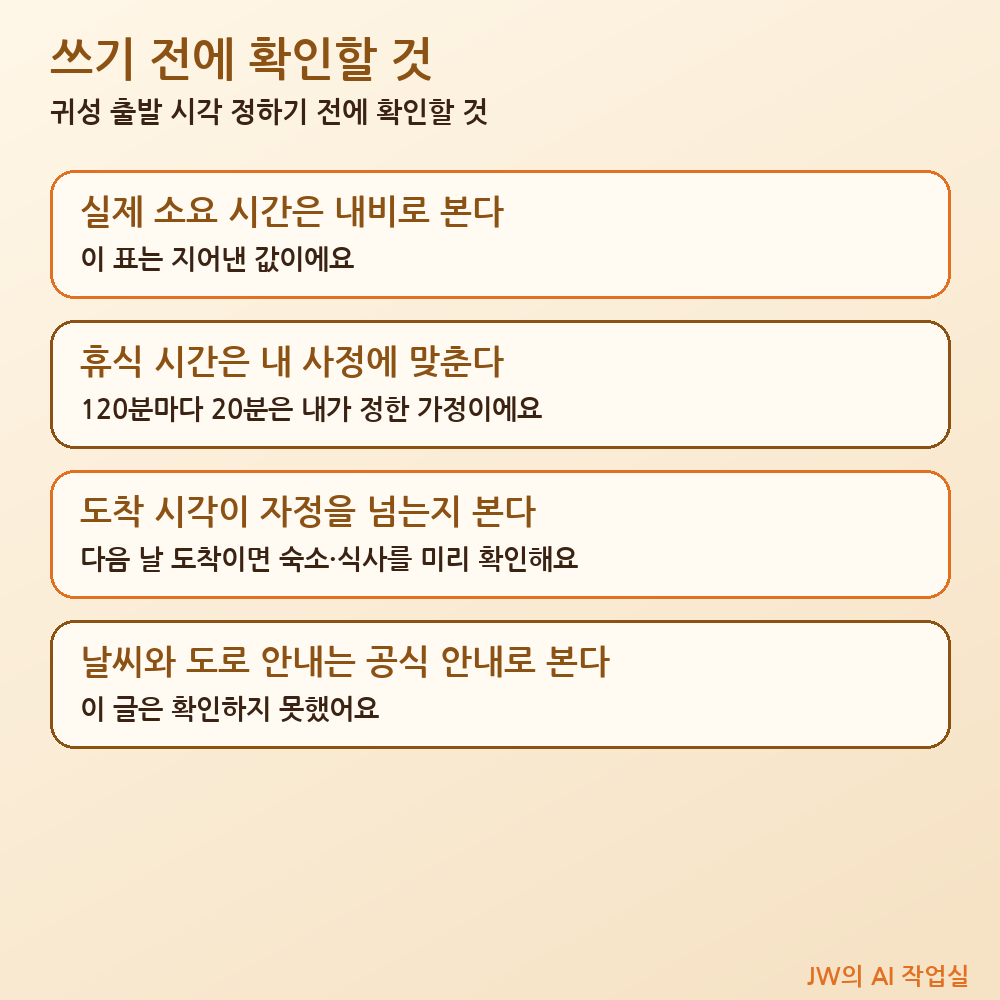 쓰기 전에 확인할 것
귀성 출발 시각 정하기 전에 확인할 것
실제 소요 시간은 내비로 본다
이 표는 지어낸 값이에요
휴식 시간은 내 사정에 맞춘다
120분마다 20분은 내가 정한 가정이에요
도착 시각이 자정을 넘는지 본다
다음 날 도착이면 숙소·식사를 미리 확인해요
날씨와 도로 안내는 공식 안내로 본다
이 글은 확인하지 못했어요
JW의 AI 작업실